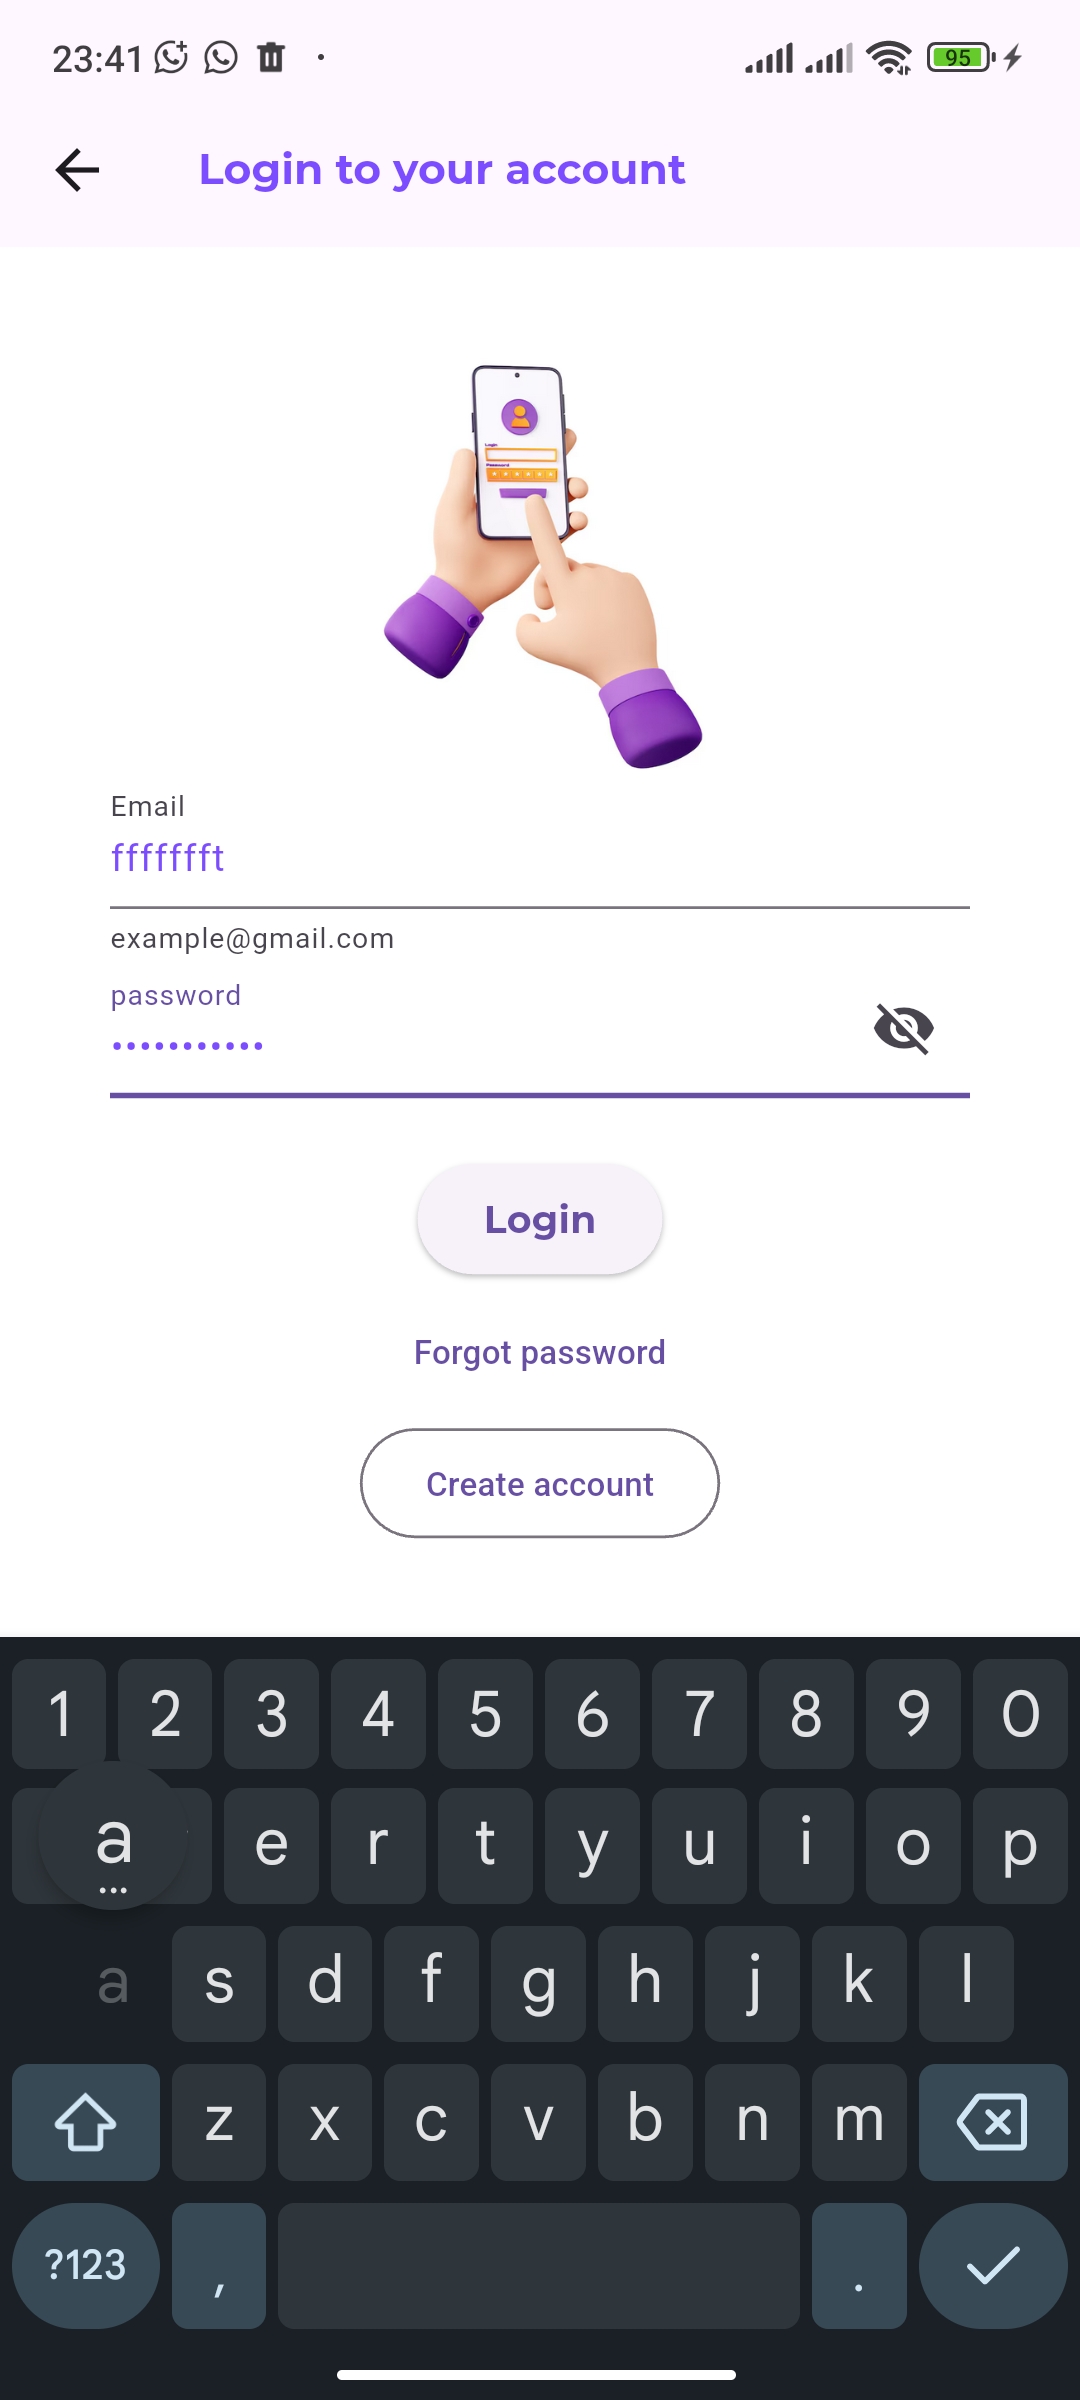 23:41
95
Login to your account
Login
Password
Email
ffffffft
example@gmail.com
password
•••••••••••
Login
Forgot password
Create account
1 2 3 4 5 6 7 8 9 0
a e r t y u i o p
...
a s d f g h j k l
z x c v b n m
?123 , .